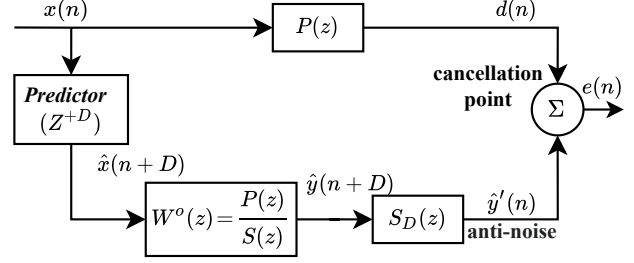 x(n)
P(z)
d(n)
Predictor
(Z^{+D})
cancellation
point
Σ
e(n)
x̂(n + D)
W^o(z) = P(z)/S(z)
ŷ(n + D)
S_D(z)
ŷ′(n)
anti-noise